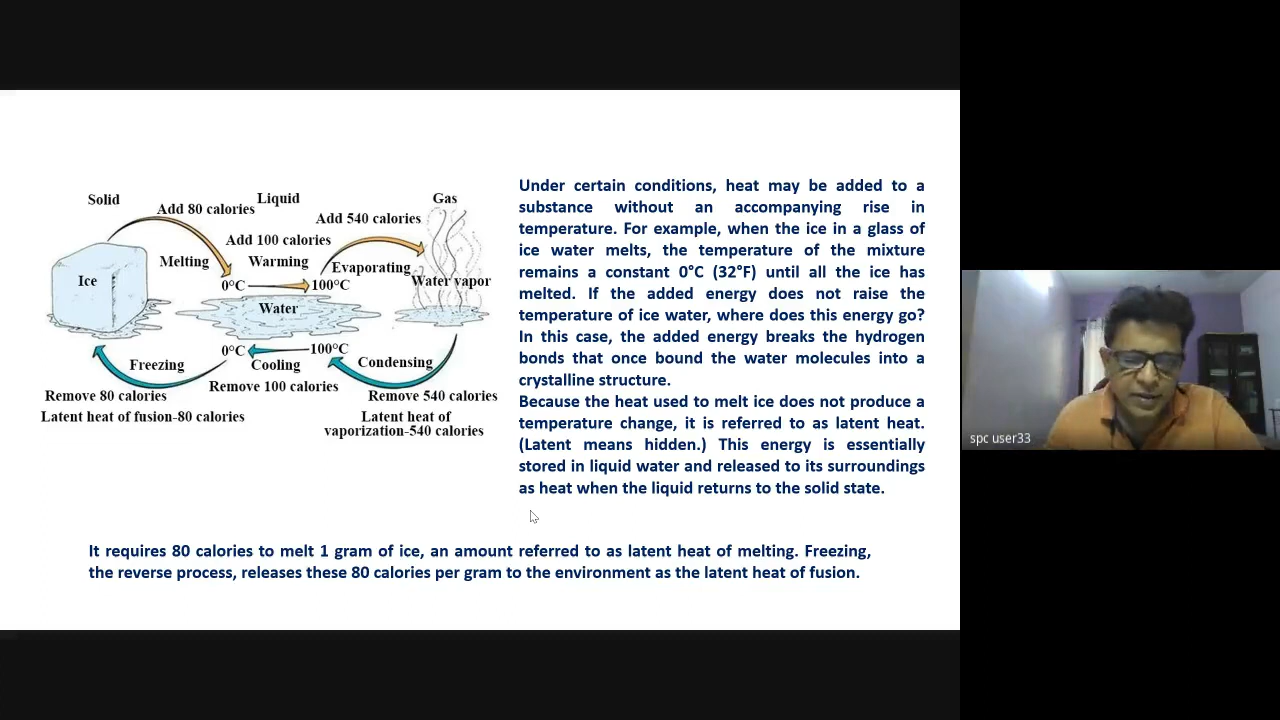 Solid
Liquid
Gas
Add 80 calories
Add 540 calories
Add 100 calories
Melting
Warming
Evaporating
Ice
0°C
100°C
Water vapor
Water
0°C
100°C
Freezing
Cooling
Condensing
Remove 80 calories
Remove 100 calories
Remove 540 calories
Latent heat of fusion-80 calories
Latent heat of
vaporization-540 calories
Under certain conditions, heat may be added to a
substance without an accompanying rise in
temperature. For example, when the ice in a glass of
ice water melts, the temperature of the mixture
remains a constant 0°C (32°F) until all the ice has
melted. If the added energy does not raise the
temperature of ice water, where does this energy go?
In this case, the added energy breaks the hydrogen
bonds that once bound the water molecules into a
crystalline structure.
Because the heat used to melt ice does not produce a
temperature change, it is referred to as latent heat.
(Latent means hidden.) This energy is essentially
stored in liquid water and released to its surroundings
as heat when the liquid returns to the solid state.
It requires 80 calories to melt 1 gram of ice, an amount referred to as latent heat of melting. Freezing,
the reverse process, releases these 80 calories per gram to the environment as the latent heat of fusion.
spc user33